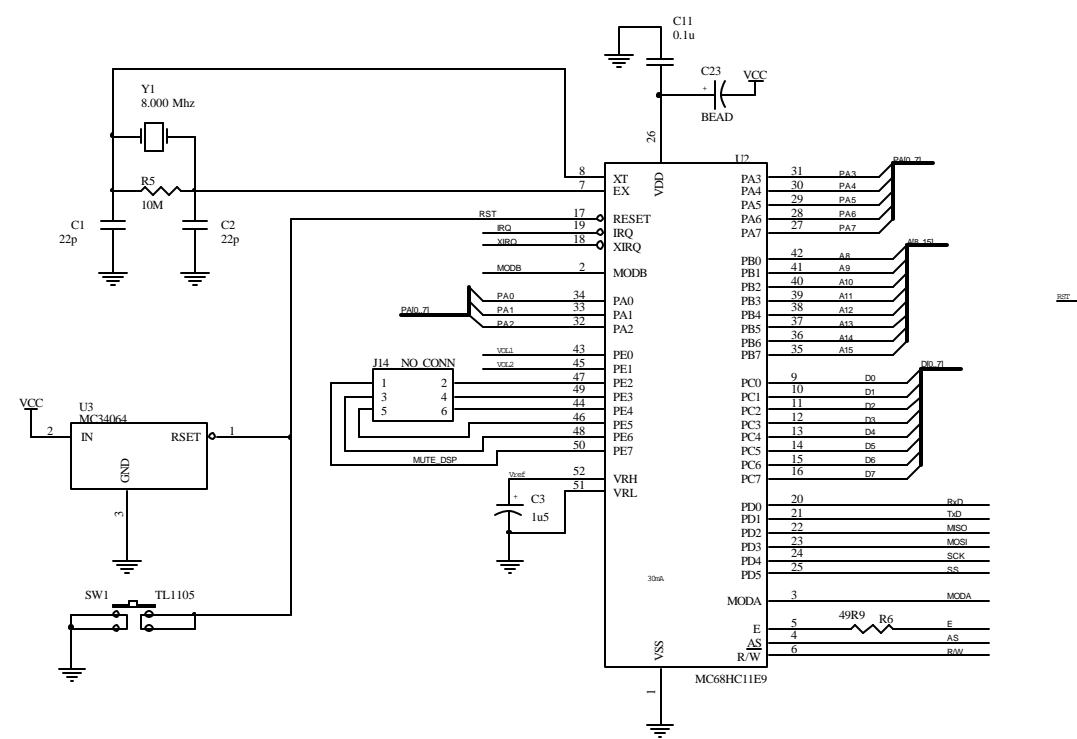 C11
0.1u
C23
VCC
+
BEAD
26
Y1
8.000 Mhz
R5
10M
C1
22p
C2
22p
U2
8 XT
7 EX
VDD
RST 17 RESET
IRQ 19 IRQ
XIRQ 18 XIRQ
MODB 2 MODB
PA[0..7]
PA0 34 PA0
PA1 33 PA1
PA2 32 PA2
VOL1 43 PE0
VOL2 45 PE1
J14 NO CONN
1 2 47 PE2
3 4 49 PE3
5 6 44 PE4
46 PE5
48 PE6
MUTE_DSP 50 PE7
Vref 52 VRH
51 VRL
+
C3
1u5
VCC
2
U3
MC34064
IN RSET 1
GND
3
SW1 TL1105
30mA
VSS
1
PA[0..7]
PA3 31 PA3
PA4 30 PA4
PA5 29 PA5
PA6 28 PA6
PA7 27 PA7
A[8..15]
PB0 42 A8
PB1 41 A9
PB2 40 A10
PB3 39 A11
PB4 38 A12
PB5 37 A13
PB6 36 A14
PB7 35 A15
RST
D[0..7]
PC0 9 D0
PC1 10 D1
PC2 11 D2
PC3 12 D3
PC4 13 D4
PC5 14 D5
PC6 15 D6
PC7 16 D7
PD0 20 RxD
PD1 21 TxD
PD2 22 MISO
PD3 23 MOSI
PD4 24 SCK
PD5 25 SS
MODA 3 MODA
E 5 49R9 R6 E
AS 4 AS
R/W 6 R/W
MC68HC11E9